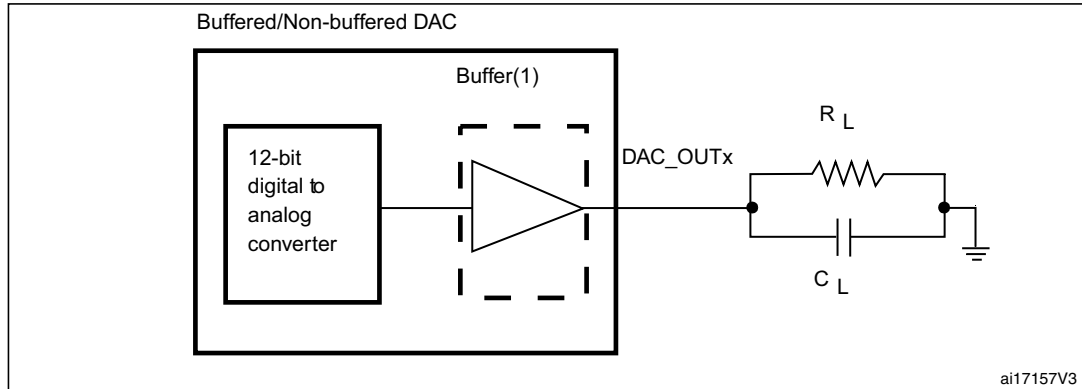 Buffered/Non-buffered DAC
Buffer(1)
12-bit
digital to
analog
converter
DAC_OUTx
R L
C L
ai17157V3